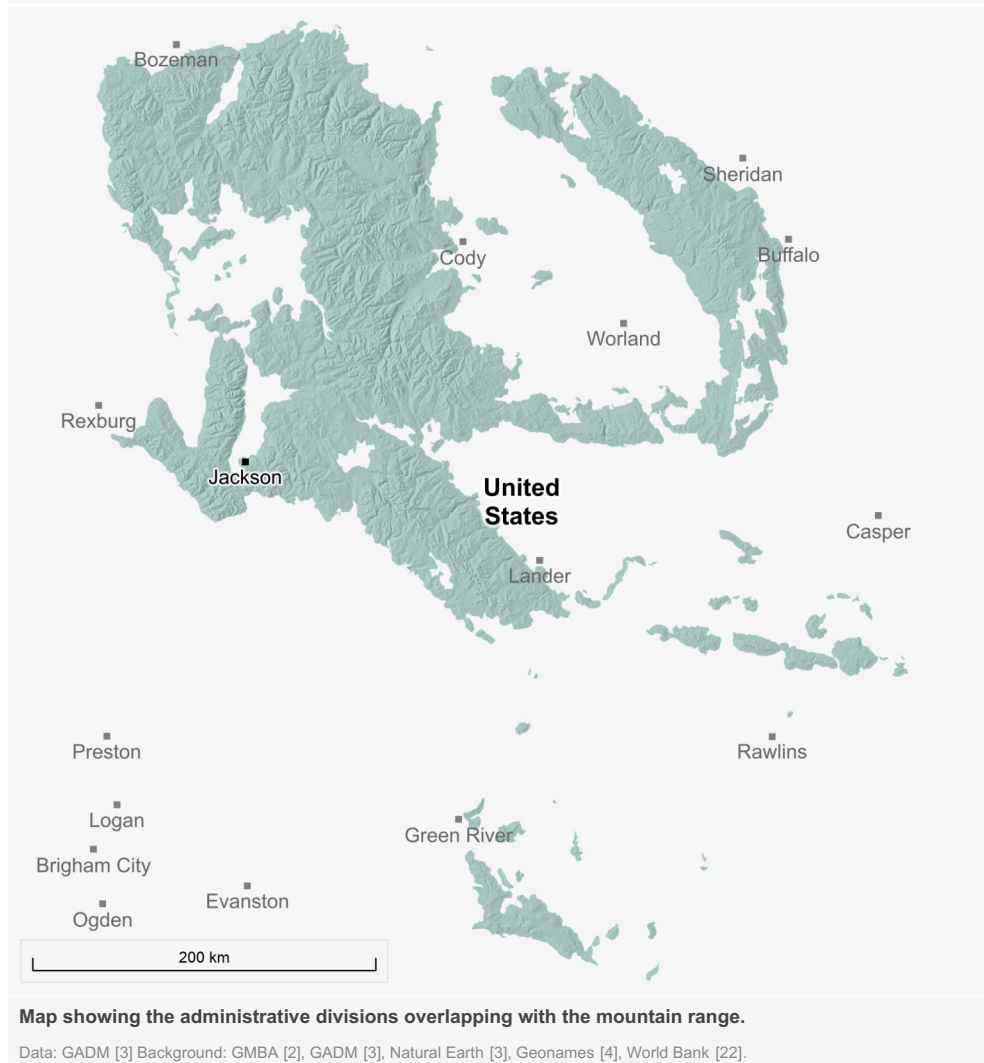 Bozeman
Sheridan
Cody
Buffalo
Worland
Rexburg
Jackson
United
States
Casper
Lander
Preston
Rawlins
Logan
Green River
Brigham City
Evanston
Ogden
200 km
Map showing the administrative divisions overlapping with the mountain range.
Data: GADM [3] Background: GMBA [2], GADM [3], Natural Earth [3], Geonames [4], World Bank [22].